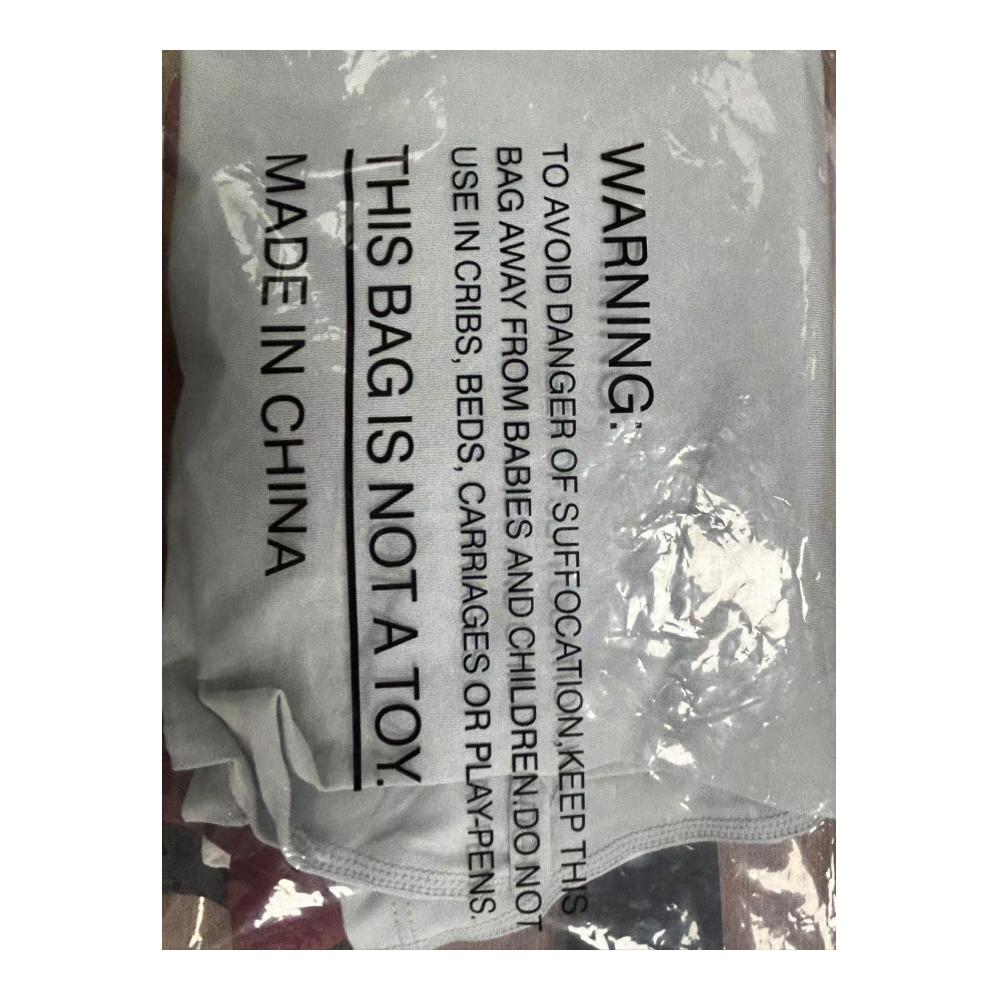 WARNING:
TO AVOID DANGER OF SUFFOCATION,KEEP THIS
BAG AWAY FROM BABIES AND CHILDREN.DO NOT
USE IN CRIBS, BEDS, CARRIAGES OR PLAY-PENS.
THIS BAG IS NOT A TOY.
MADE IN CHINA